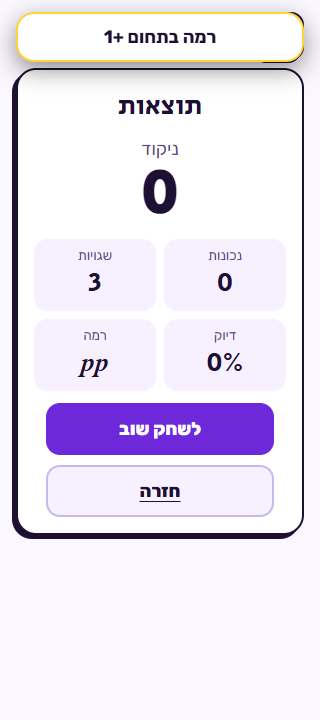 רמה בתחום +1
תוצאות
ניקוד
0
נכונות
0
שגויות
3
דיוק
0%
רמה
pp
לשחק שוב
חזרה